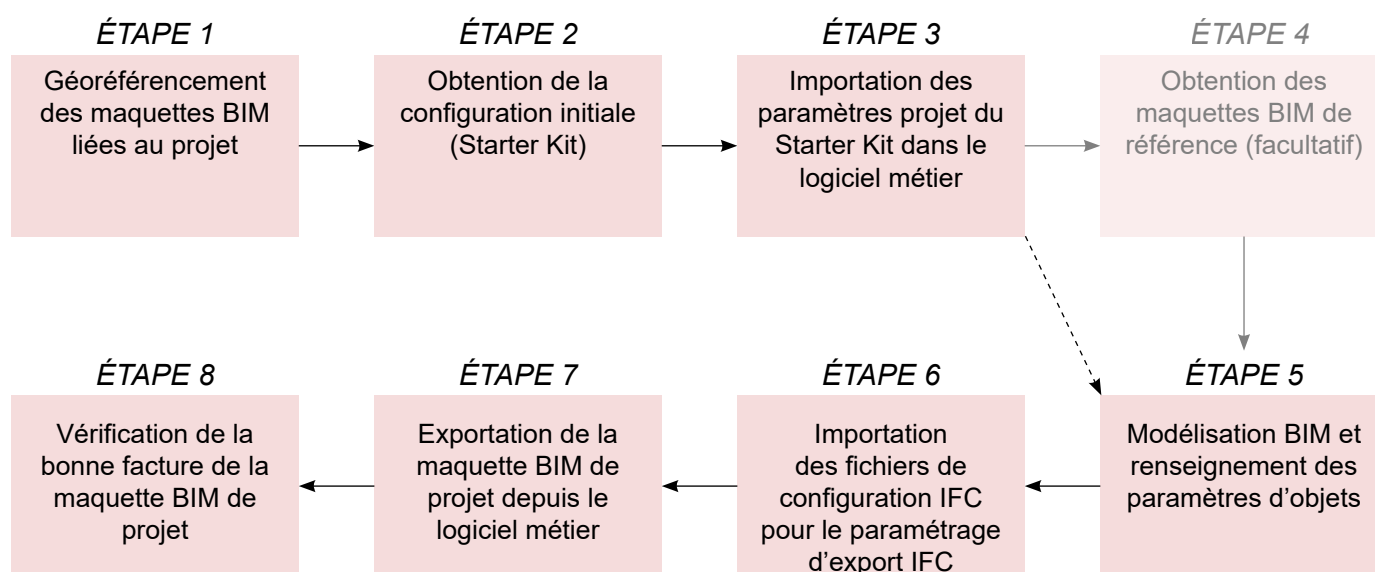 ÉTAPE 1
Géoréférencement
des maquettes BIM
liées au projet
ÉTAPE 2
Obtention de la
configuration initiale
(Starter Kit)
ÉTAPE 3
Importation des
paramètres projet du
Starter Kit dans le
logiciel métier
ÉTAPE 4
Obtention des
maquettes BIM de
référence (facultatif)
ÉTAPE 5
Modélisation BIM et
renseignement des
paramètres d’objets
ÉTAPE 6
Importation
des fichiers de
configuration IFC
pour le paramétrage
d’export IFC
ÉTAPE 7
Exportation de la
maquette BIM de
projet depuis le
logiciel métier
ÉTAPE 8
Vérification de la
bonne facture de la
maquette BIM de
projet